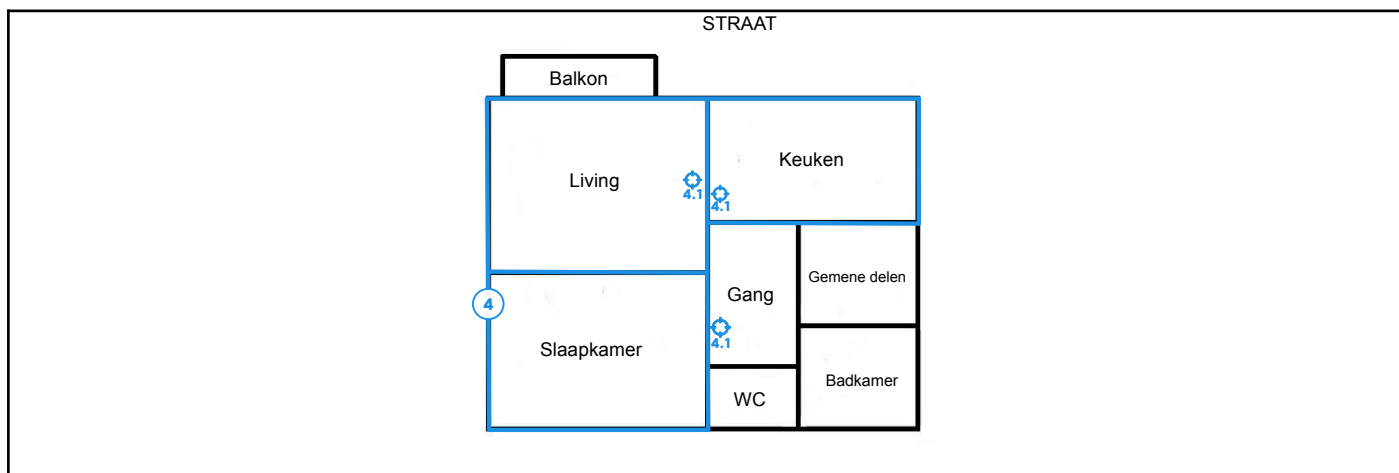 STRAAT
Balkon
Living
Keuken
4.1
4.1
Gang
Gemene delen
4
4.1
Slaapkamer
Badkamer
WC